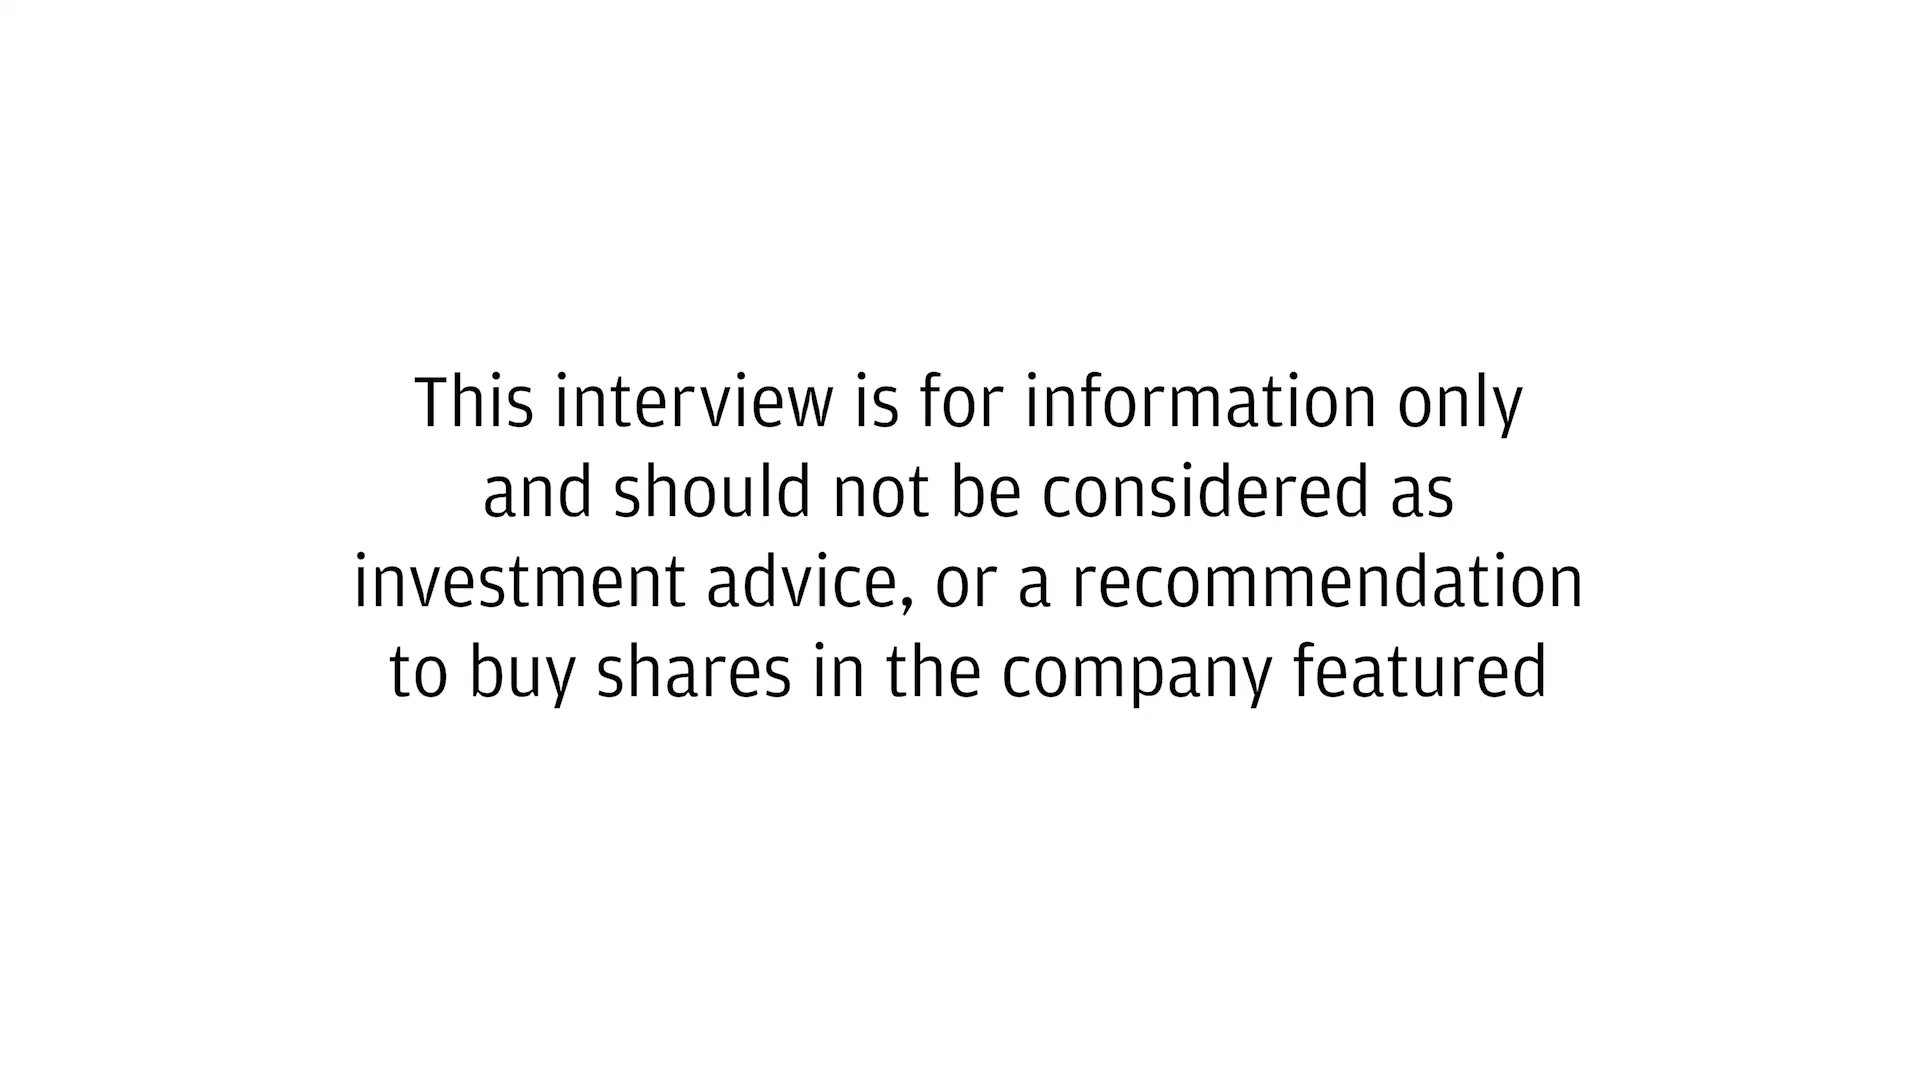 This interview is for information only
and should not be considered as
investment advice, or a recommendation
to buy shares in the company featured